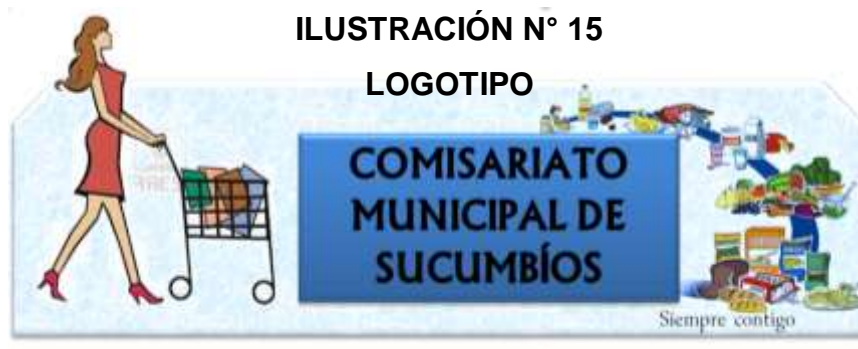 ILUSTRACIÓN N° 15
LOGOTIPO
COMISARIATO
MUNICIPAL DE
SUCUMBÍOS
Siempre contigo